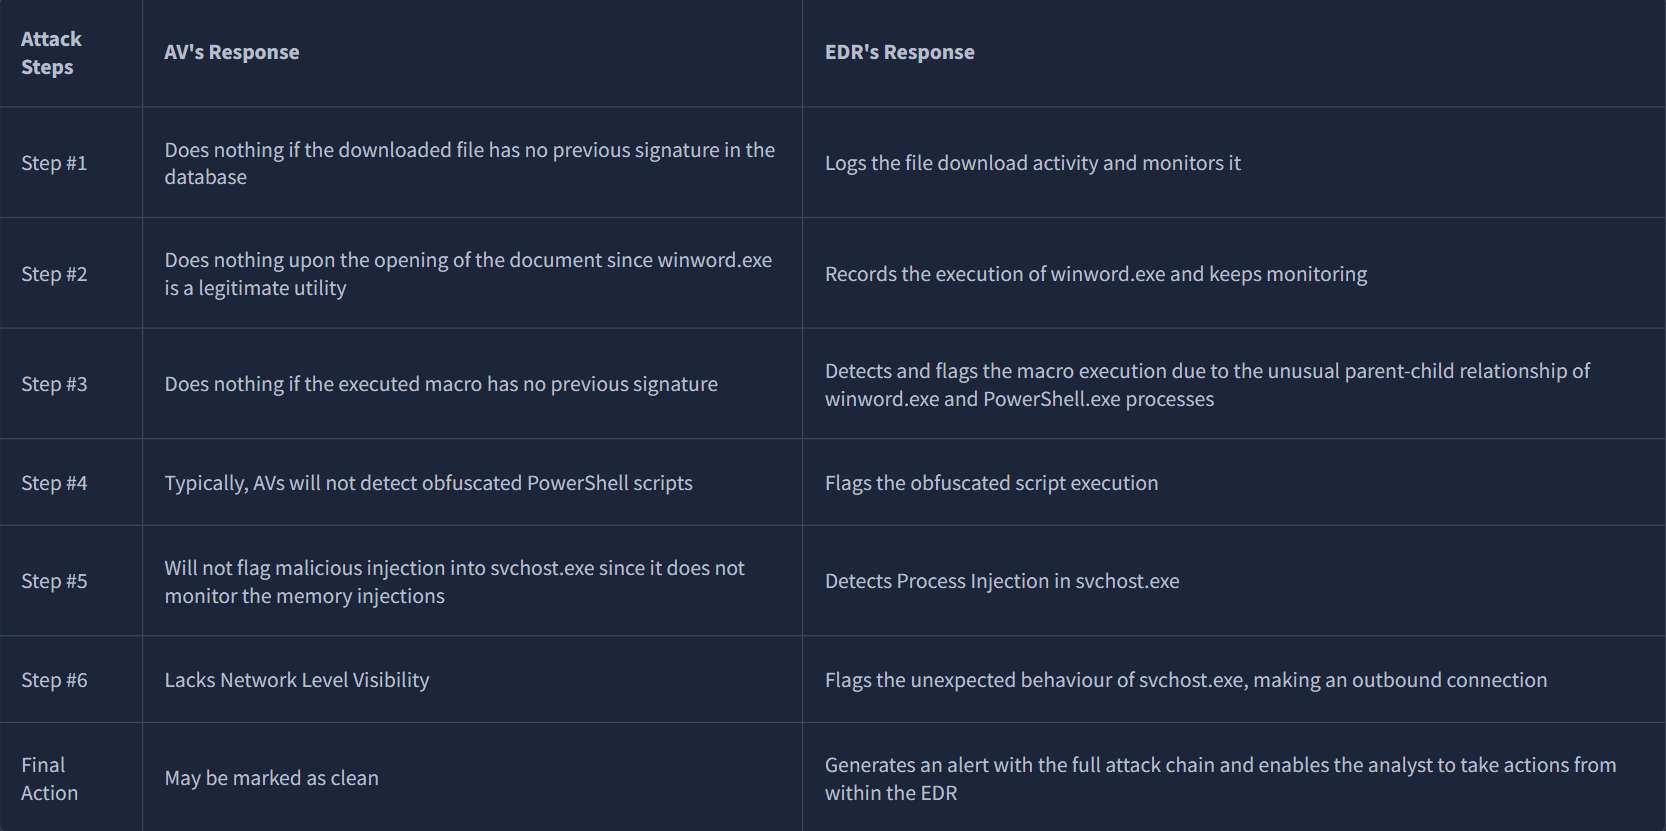 Attack
Steps
AV's Response
EDR's Response
Step #1
Does nothing if the downloaded file has no previous signature in the
database
Logs the file download activity and monitors it
Step #2
Does nothing upon the opening of the document since winword.exe
is a legitimate utility
Records the execution of winword.exe and keeps monitoring
Step #3
Does nothing if the executed macro has no previous signature
Detects and flags the macro execution due to the unusual parent-child relationship of
winword.exe and PowerShell.exe processes
Step #4
Typically, AVs will not detect obfuscated PowerShell scripts
Flags the obfuscated script execution
Step #5
Will not flag malicious injection into svchost.exe since it does not
monitor the memory injections
Detects Process Injection in svchost.exe
Step #6
Lacks Network Level Visibility
Flags the unexpected behaviour of svchost.exe, making an outbound connection
Final
Action
May be marked as clean
Generates an alert with the full attack chain and enables the analyst to take actions from
within the EDR